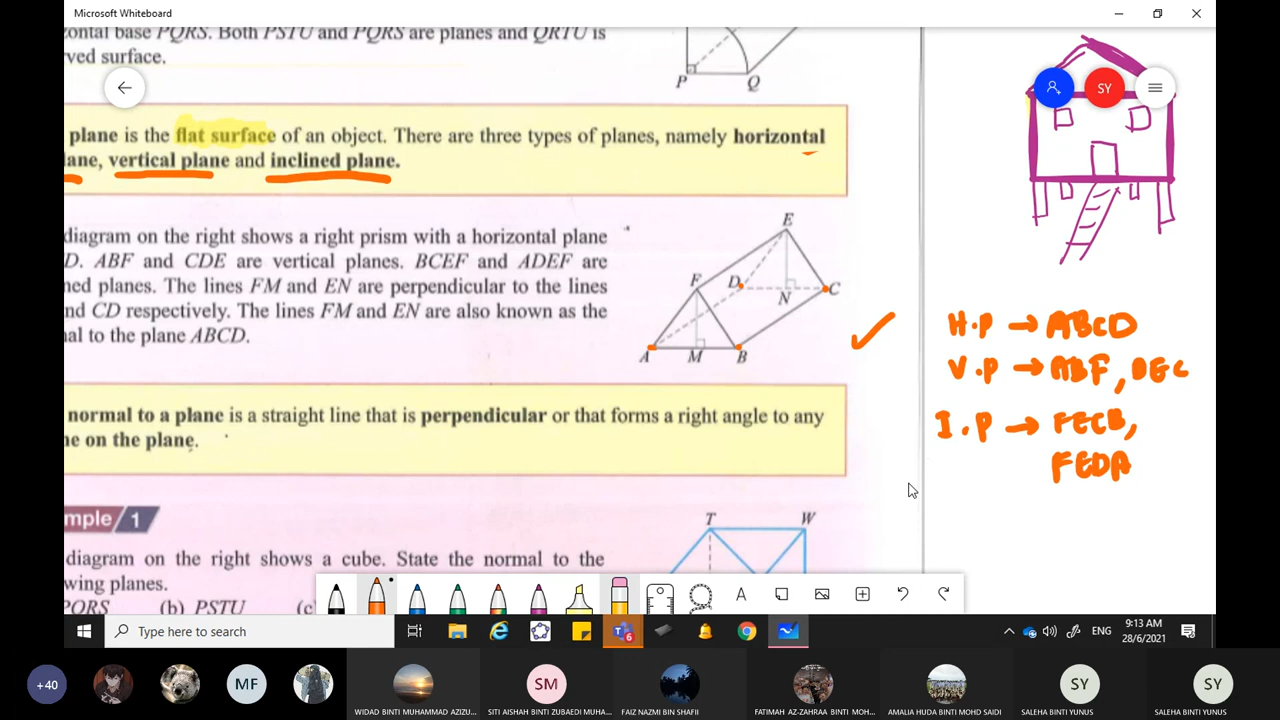 Microsoft Whiteboard
zontal base PQRS. Both PSTU and PQRS are planes and QRTU is
ved surface.
P
Q
SY
plane is the flat surface of an object. There are three types of planes, namely horizontal
ane, vertical plane and inclined plane.
diagram on the right shows a right prism with a horizontal plane
D. ABF and CDE are vertical planes. BCEF and ADEF are
ned planes. The lines FM and EN are perpendicular to the lines
nd CD respectively. The lines FM and EN are also known as the
al to the plane ABCD.
E
F
D
N
C
A
M
B
H.P → ABCD
V.P → ABF, DEC
I.P → FECB,
FEDA
normal to a plane is a straight line that is perpendicular or that forms a right angle to any
ne on the plane.
mple 1
diagram on the right shows a cube. State the normal to the
wing planes.
PQRS (b) PSTU (c
T
W
A
Type here to search
6
ENG
9:13 AM
28/6/2021
+40
MF
SM
SY
SY
WIDAD BINTI MUHAMMAD AZIZU...
SITI AISHAH BINTI ZUBAEDI MUHA...
FAIZ NAZMI BIN SHAFII
FATIMAH AZ-ZAHRAA BINTI MOH...
AMALIA HUDA BINTI MOHD SAIDI
SALEHA BINTI YUNUS
SALEHA BINTI YUNUS